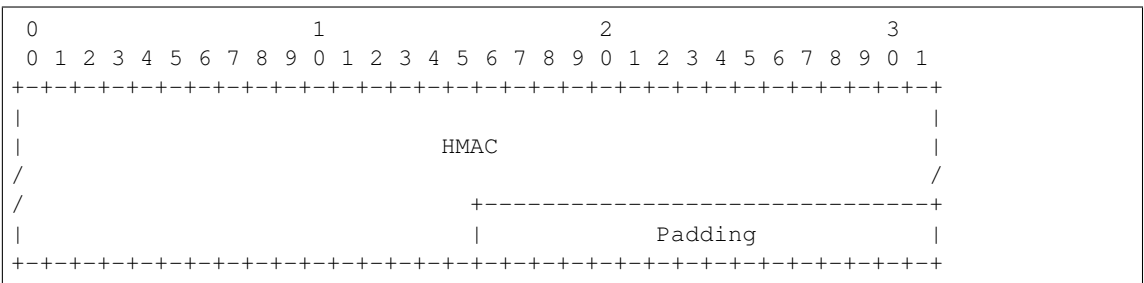 0                   1                   2                   3
 0 1 2 3 4 5 6 7 8 9 0 1 2 3 4 5 6 7 8 9 0 1 2 3 4 5 6 7 8 9 0 1
+-+-+-+-+-+-+-+-+-+-+-+-+-+-+-+-+-+-+-+-+-+-+-+-+-+-+-+-+-+-+-+-+
|                                                               |
|                             HMAC                              |
/                                                               /
/                               +-------------------------------+
|                               |            Padding            |
+-+-+-+-+-+-+-+-+-+-+-+-+-+-+-+-+-+-+-+-+-+-+-+-+-+-+-+-+-+-+-+-+